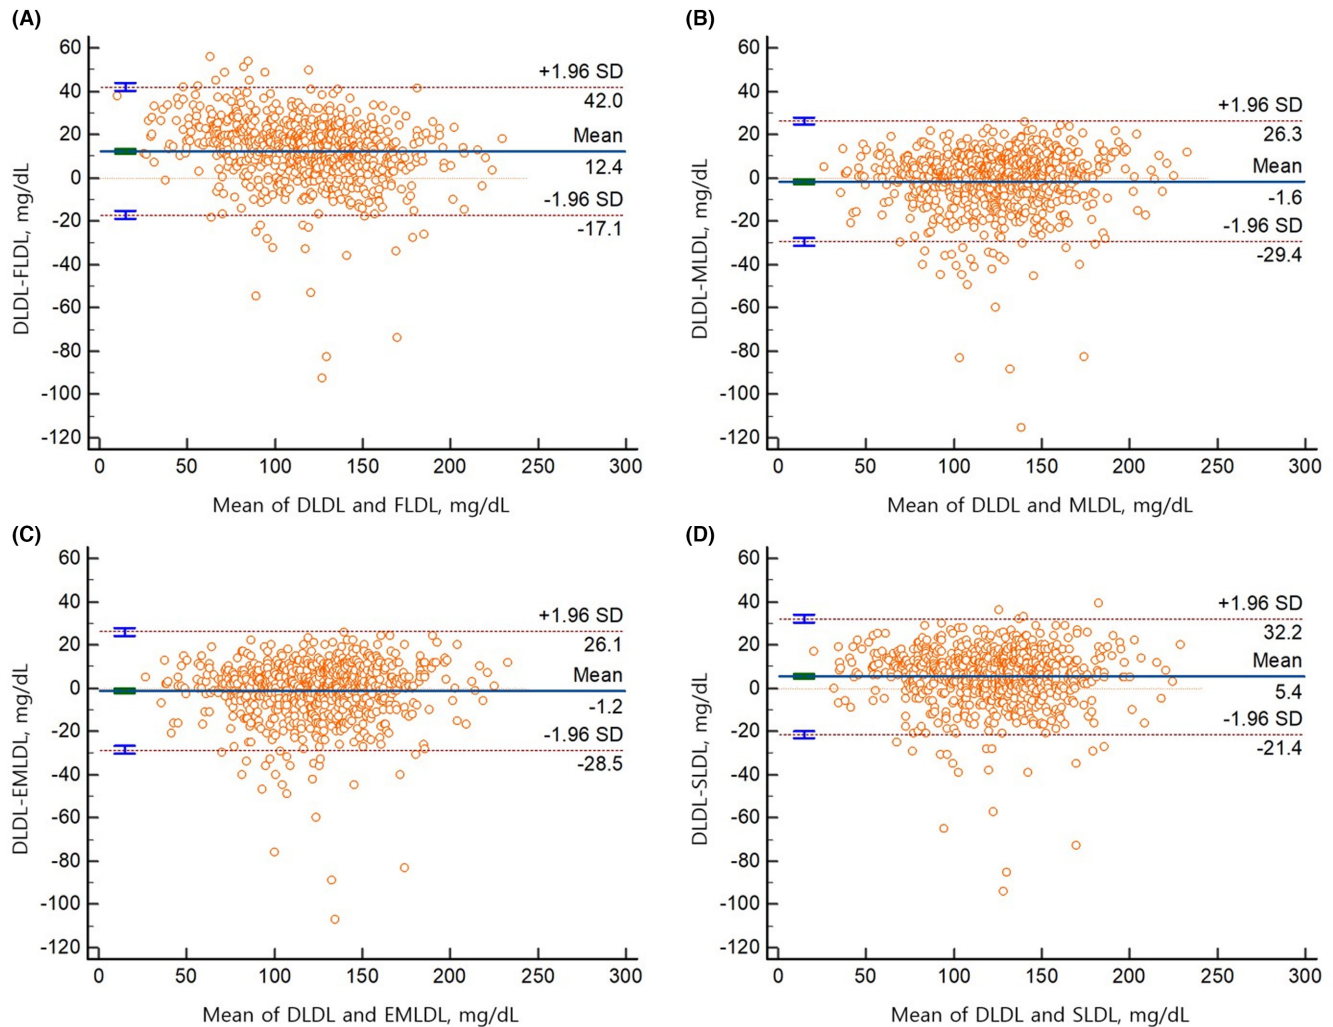 (A)
60
40
20
0
-20
-40
-60
-80
-100
-120
DLDL-FLDL, mg/dL
+1.96 SD
42.0
Mean
12.4
-1.96 SD
-17.1
0 50 100 150 200 250 300
Mean of DLDL and FLDL, mg/dL
(B)
60
40
20
0
-20
-40
-60
-80
-100
-120
DLDL-MLDL, mg/dL
+1.96 SD
26.3
Mean
-1.6
-1.96 SD
-29.4
0 50 100 150 200 250 300
Mean of DLDL and MLDL, mg/dL
(C)
60
40
20
0
-20
-40
-60
-80
-100
-120
DLDL-EMLDL, mg/dL
+1.96 SD
26.1
Mean
-1.2
-1.96 SD
-28.5
0 50 100 150 200 250 300
Mean of DLDL and EMLDL, mg/dL
(D)
60
40
20
0
-20
-40
-60
-80
-100
-120
DLDL-SLDL, mg/dL
+1.96 SD
32.2
Mean
5.4
-1.96 SD
-21.4
0 50 100 150 200 250 300
Mean of DLDL and SLDL, mg/dL